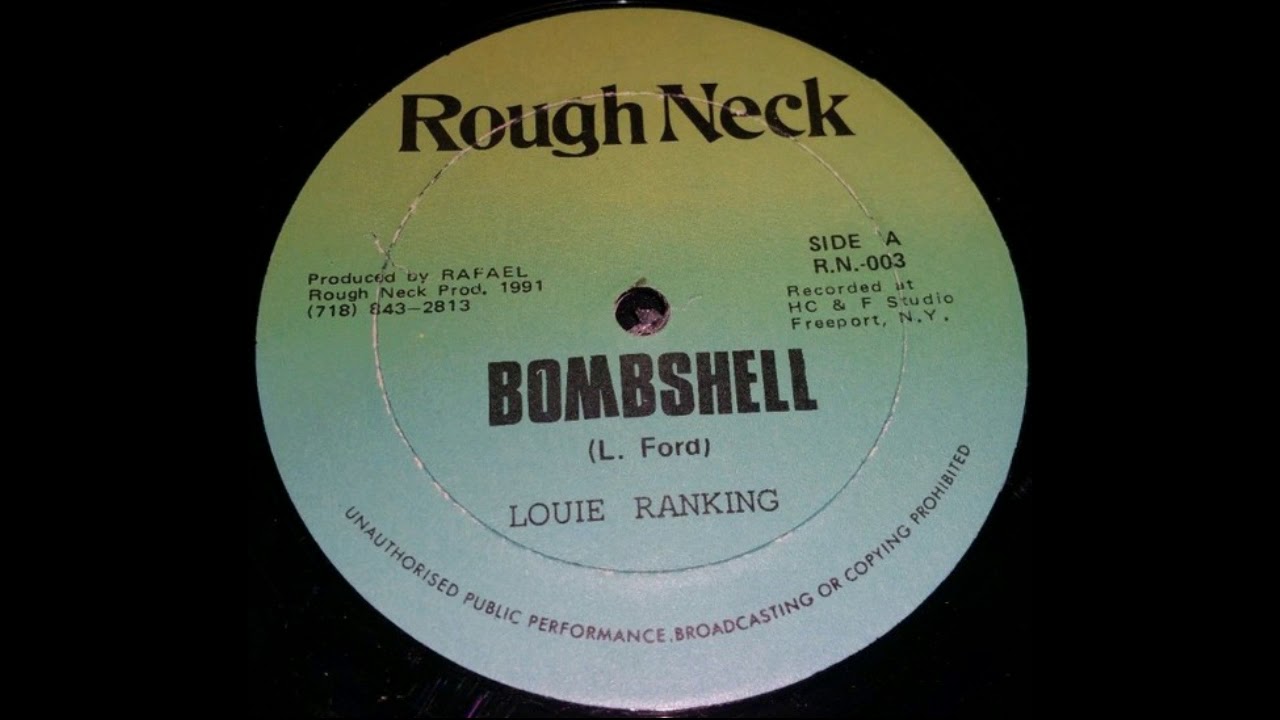 Rough Neck
Produced by RAFAEL
Rough Neck Prod. 1991
(718) 843-2813
SIDE A
R.N.-003
Recorded at
HC & F Studio
Freeport, N.Y.
BOMBSHELL
(L. Ford)
LOUIE RANKING
UNAUTHORISED PUBLIC PERFORMANCE.BROADCASTING OR COPYING PROHIBITED